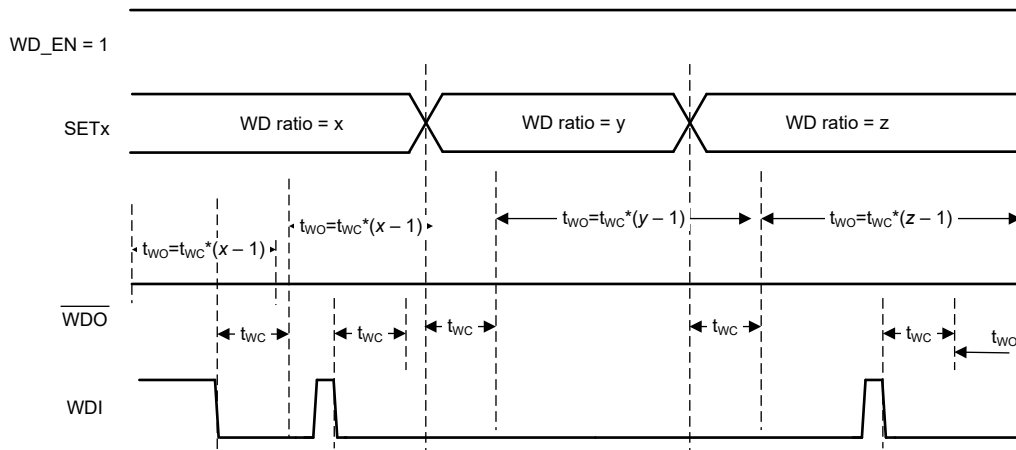 WD_EN = 1
SETx
WD ratio = x
WD ratio = y
WD ratio = z
tWO=tWC*(x – 1)
tWO=tWC*(x – 1)
tWO=tWC*(y – 1)
tWO=tWC*(z – 1)
WDO
tWC
tWC
tWC
tWC
tWC
tWO
WDI